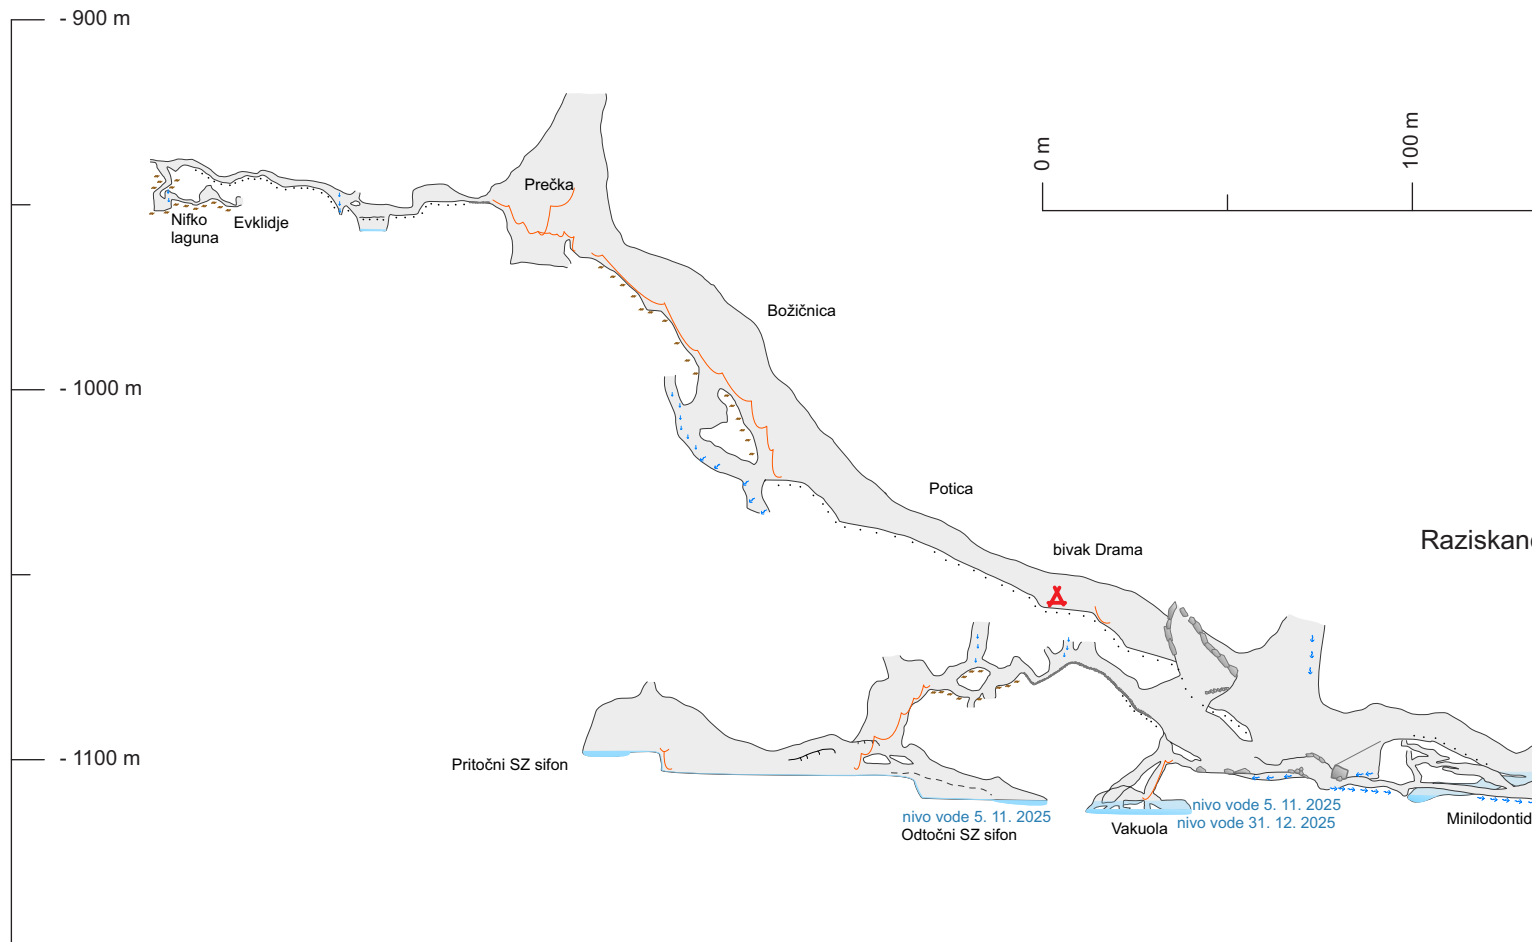 - 900 m
0 m
100 m
Prečka
Nifko
laguna
Evklidje
Božičnica
- 1000 m
Potica
bivak Drama
- 1100 m
Pritočni SZ sifon
nivo vode 5. 11. 2025
Odtočni SZ sifon
Vakuola
nivo vode 5. 11. 2025
nivo vode 31. 12. 2025